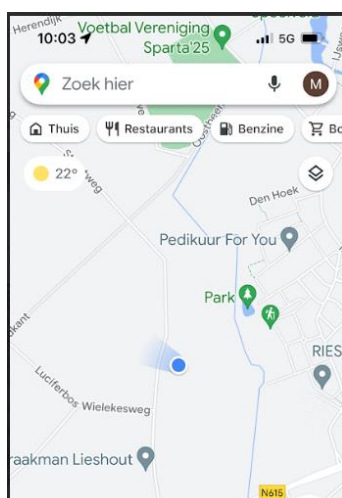 Herendijk
Voetbal Vereniging
Sparta'25
10:03
5G
Zoek hier
M
Thuis
Restaurants
Benzine
Bo
22°
Den Hoek
Pedikuur For You
Park
RIES
Luciferbos
Wielekesweg
raakman Lieshout
N615